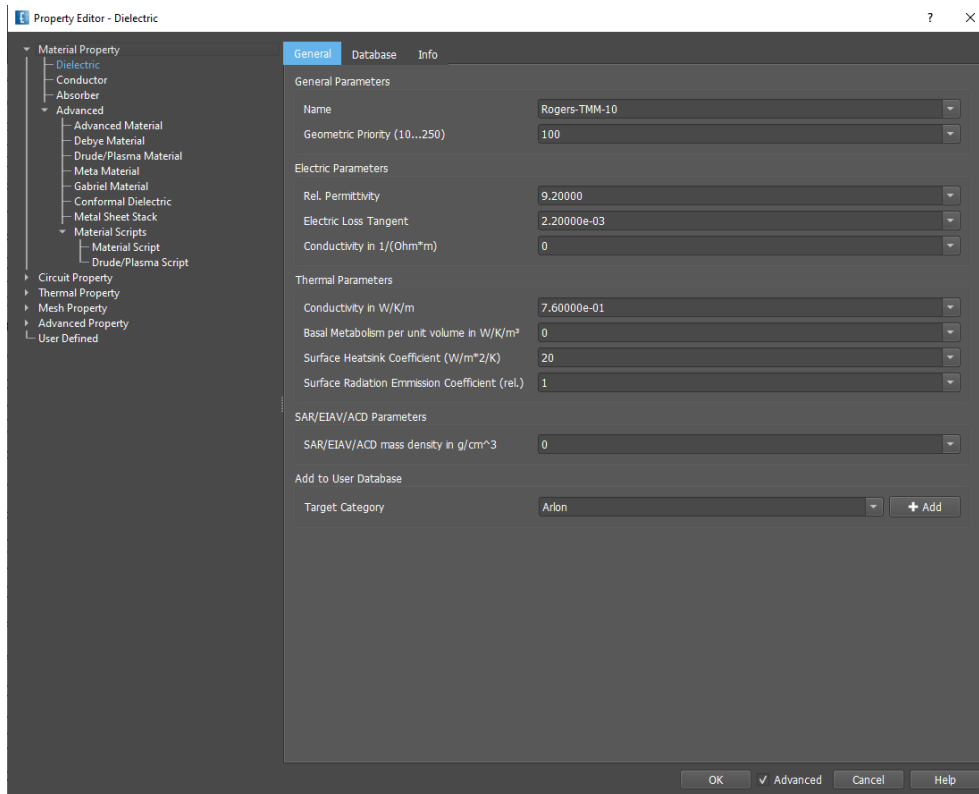 Property Editor - Dielectric
?
Material Property
Dielectric
Conductor
Absorber
Advanced
Advanced Material
Debye Material
Drude/Plasma Material
Meta Material
Gabriel Material
Conformal Dielectric
Metal Sheet Stack
Material Scripts
Material Script
Drude/Plasma Script
Circuit Property
Thermal Property
Mesh Property
Advanced Property
User Defined
General Database Info
General Parameters
Name Rogers-TMM-10
Geometric Priority (10...250) 100
Electric Parameters
Rel. Permittivity 9.20000
Electric Loss Tangent 2.20000e-03
Conductivity in 1/(Ohm*m) 0
Thermal Parameters
Conductivity in W/K/m 7.60000e-01
Basal Metabolism per unit volume in W/K/m³ 0
Surface Heatsink Coefficient (W/m^2/K) 20
Surface Radiation Emmission Coefficient (rel.) 1
SAR/EIAV/ACD Parameters
SAR/EIAV/ACD mass density in g/cm^3 0
Add to User Database
Target Category Arlon + Add
OK ✓ Advanced Cancel Help